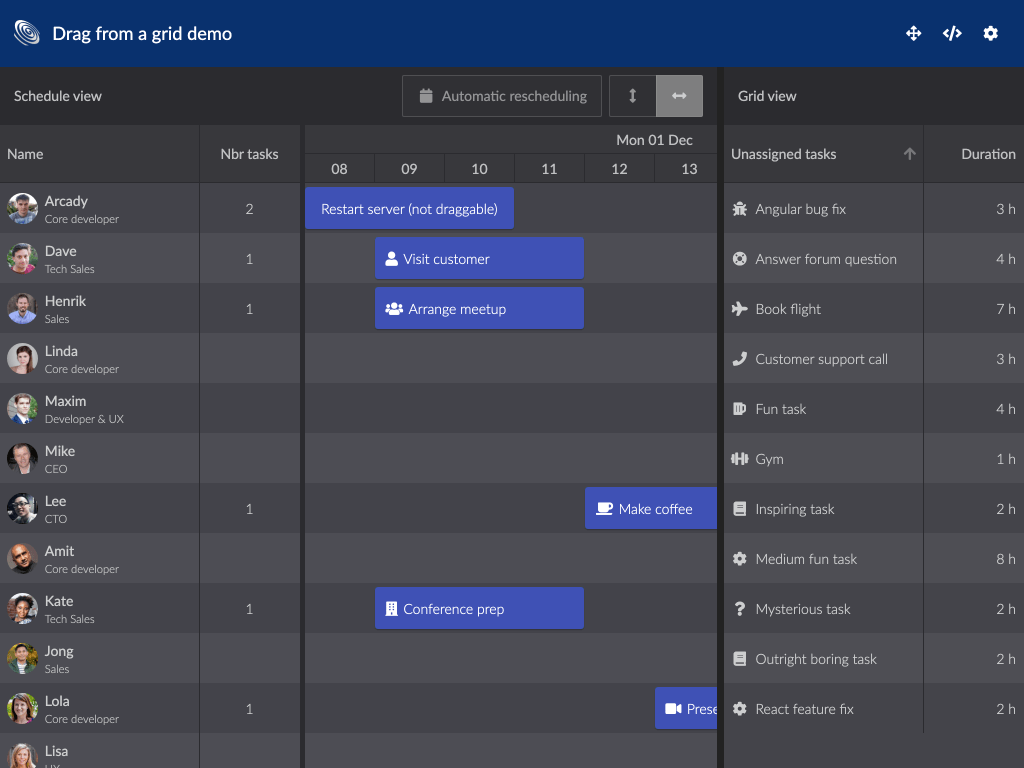 Drag from a grid demo
Schedule view
Automatic rescheduling
Grid view
Name
Nbr tasks
Mon 01 Dec
08 09 10 11 12 13
Unassigned tasks
Duration
Arcady
Core developer
2
Restart server (not draggable)
Angular bug fix
3 h
Dave
Tech Sales
1
Visit customer
Answer forum question
4 h
Henrik
Sales
1
Arrange meetup
Book flight
7 h
Linda
Core developer
Customer support call
3 h
Maxim
Developer & UX
Fun task
4 h
Mike
CEO
Gym
1 h
Lee
CTO
1
Make coffee
Inspiring task
2 h
Amit
Core developer
Medium fun task
8 h
Kate
Tech Sales
1
Conference prep
Mysterious task
2 h
Jong
Sales
Outright boring task
2 h
Lola
Core developer
1
Prese
React feature fix
2 h
Lisa
UX